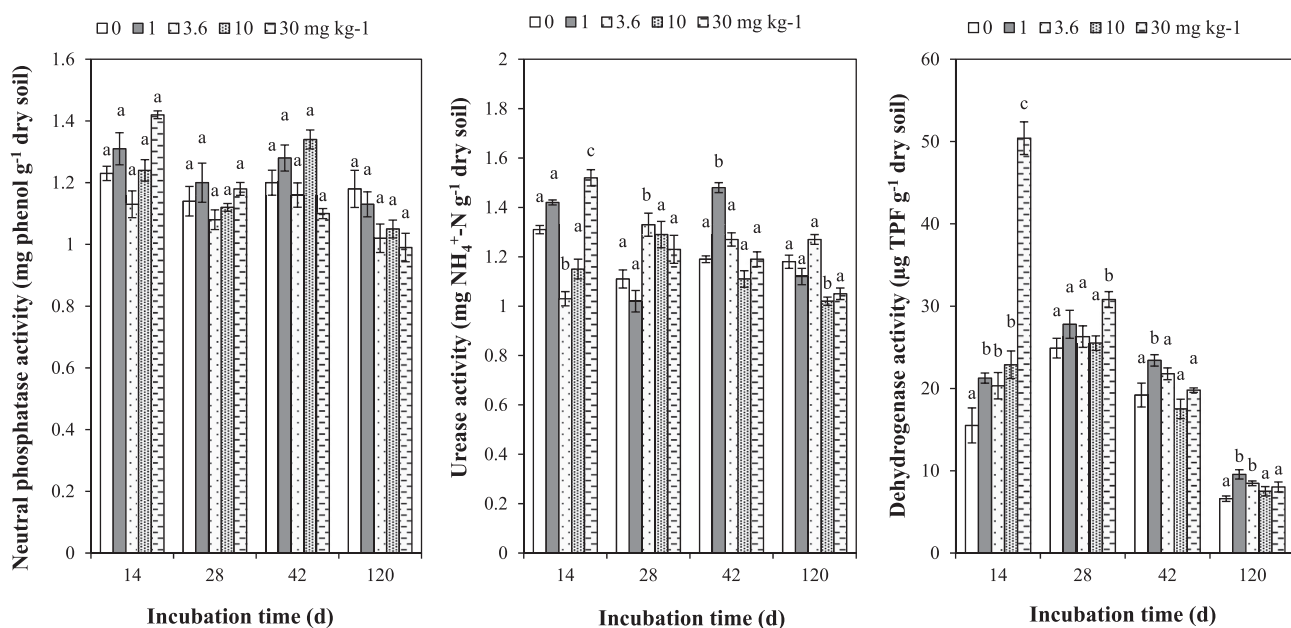 0 1 3.6 10 30 mg kg-1
Neutral phosphatase activity (mg phenol g-1 dry soil)
1.6
1.4
1.2
1
0.8
0.6
0.4
0.2
0
a a a a a
a a a a a
a a a a a
a a a a a
14 28 42 120
Incubation time (d)
0 1 3.6 10 30 mg kg-1
Urease activity (mg NH4+-N g-1 dry soil)
2
1.8
1.6
1.4
1.2
1
0.8
0.6
0.4
0.2
0
a a b a c
a a b a a
a b a a a
a a a b a
14 28 42 120
Incubation time (d)
0 1 3.6 10 30 mg kg-1
Dehydrogenase activity (µg TPF g-1 dry soil)
60
50
40
30
20
10
0
a b b b c
a a a a b
a b a a a
a b b a a
14 28 42 120
Incubation time (d)